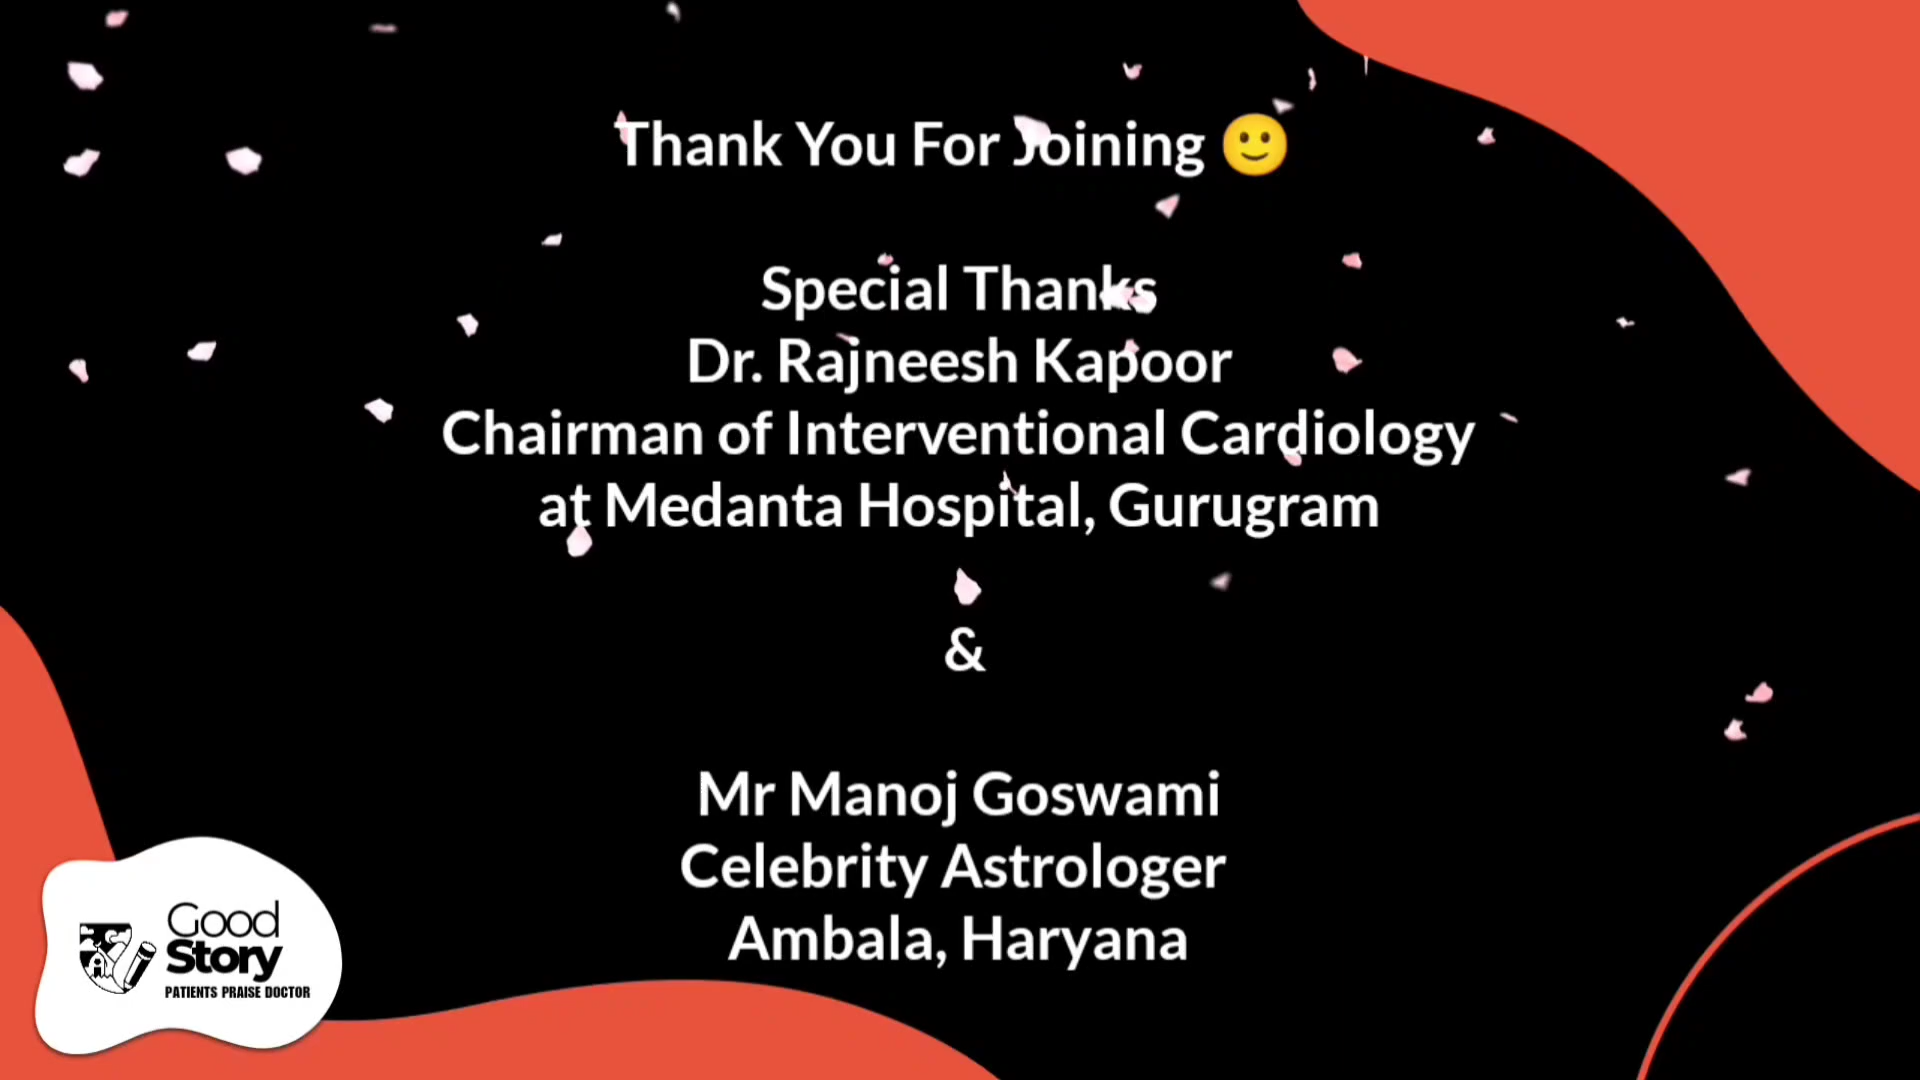 Thank You For Joining 🙂
Special Thanks
Dr. Rajneesh Kapoor
Chairman of Interventional Cardiology
at Medanta Hospital, Gurugram
&
Mr Manoj Goswami
Celebrity Astrologer
Ambala, Haryana
Good
Story
PATIENTS PRAISE DOCTOR